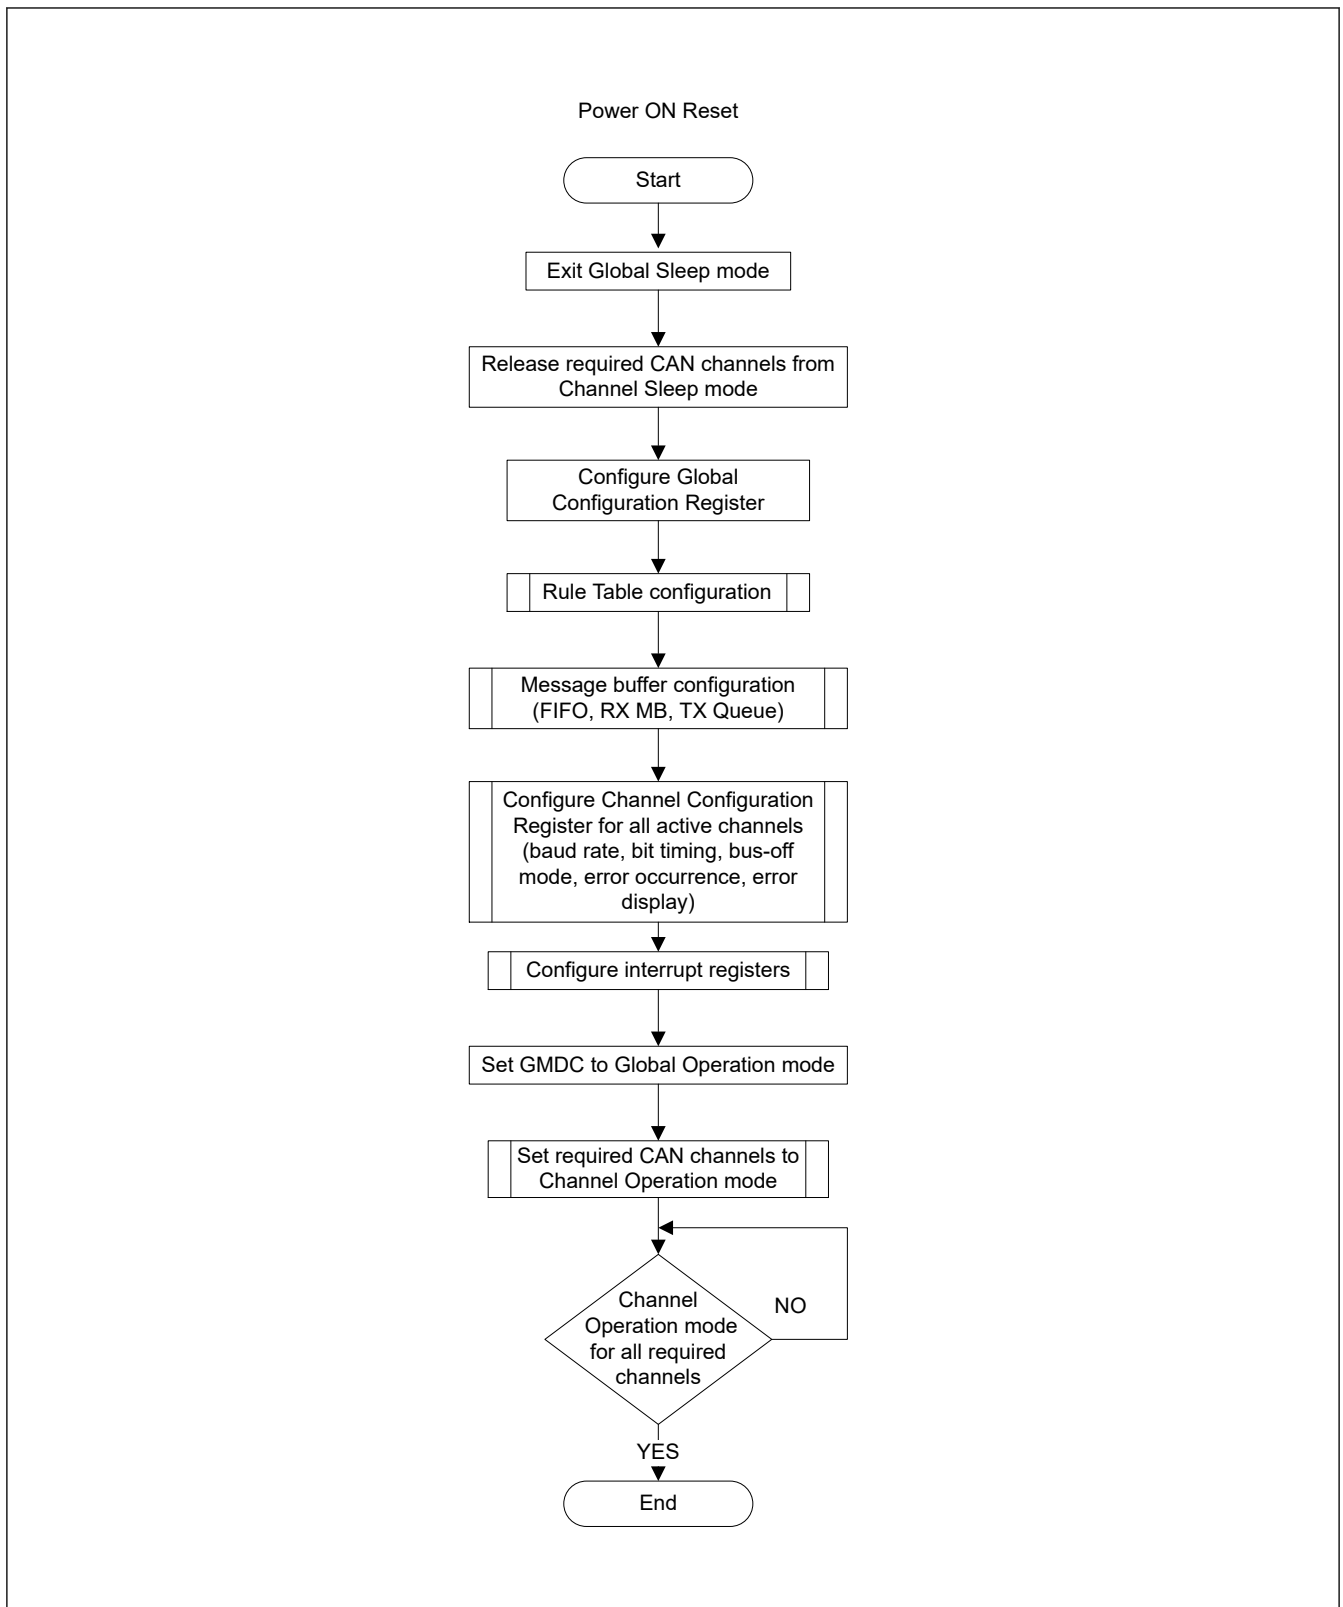 Power ON Reset
Start
Exit Global Sleep mode
Release required CAN channels from
Channel Sleep mode
Configure Global
Configuration Register
Rule Table configuration
Message buffer configuration
(FIFO, RX MB, TX Queue)
Configure Channel Configuration
Register for all active channels
(baud rate, bit timing, bus-off
mode, error occurrence, error
display)
Configure interrupt registers
Set GMDC to Global Operation mode
Set required CAN channels to
Channel Operation mode
Channel
Operation mode
for all required
channels
NO
YES
End